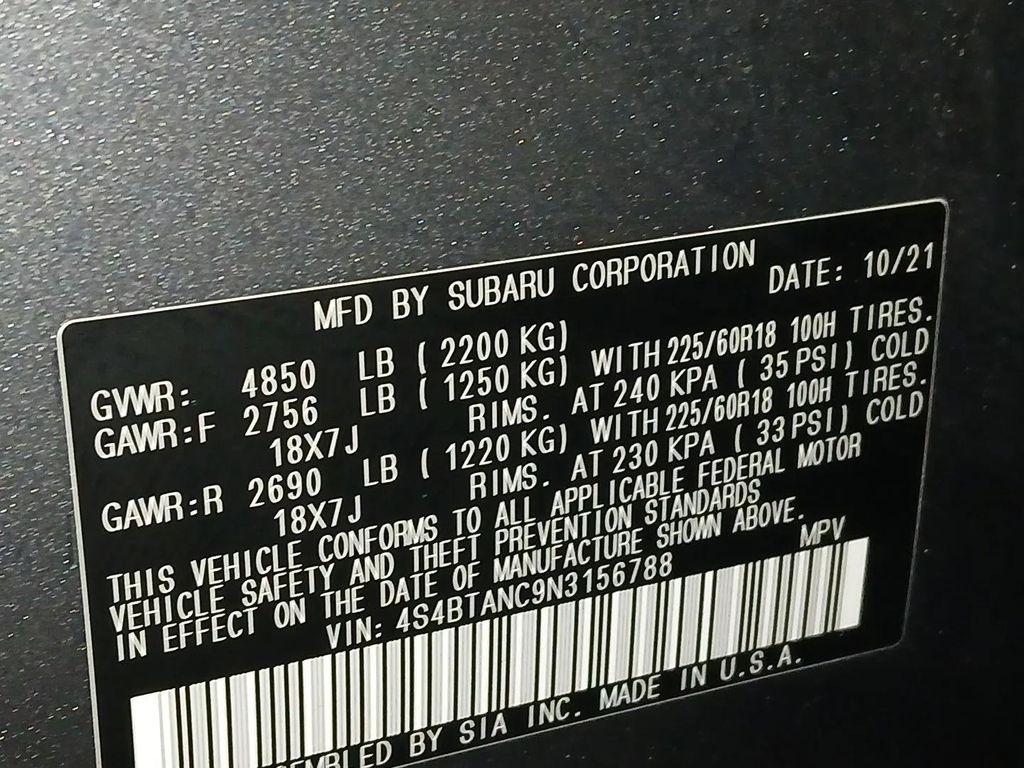 MFD BY SUBARU CORPORATION DATE: 10/21
GVWR: 4850 LB ( 2200 KG)
GAWR:F 2756 LB ( 1250 KG) WITH 225/60R18 100H TIRES.
18X7J RIMS. AT 240 KPA ( 35 PSI) COLD
GAWR:R 2690 LB ( 1220 KG) WITH 225/60R18 100H TIRES.
18X7J RIMS. AT 230 KPA ( 33 PSI) COLD
THIS VEHICLE CONFORMS TO ALL APPLICABLE FEDERAL MOTOR
VEHICLE SAFETY AND THEFT PREVENTION STANDARDS
IN EFFECT ON THE DATE OF MANUFACTURE SHOWN ABOVE.
VIN: 4S4BTANC9N3156788 MPV
BY SIA INC. MADE IN U.S.A.